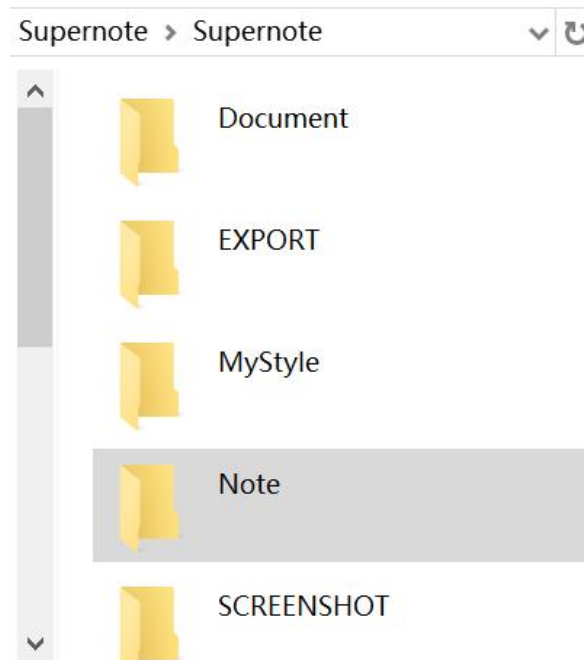 Supernote > Supernote
Document
EXPORT
MyStyle
Note
SCREENSHOT